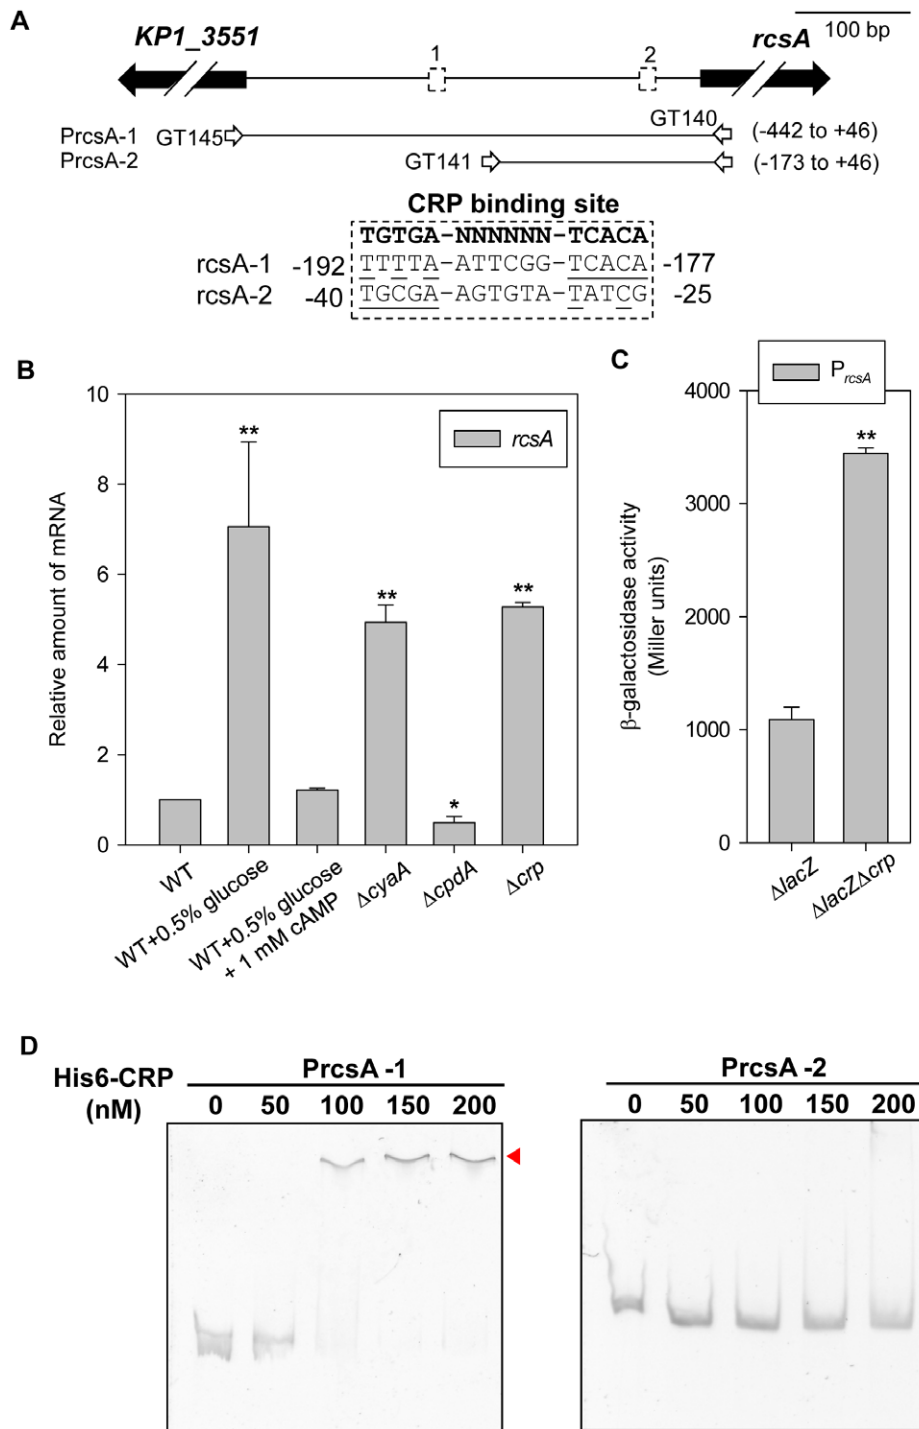 A
KP1_3551
1
2
rcsA
100 bp
PrcsA-1 GT145 GT140 (-442 to +46)
PrcsA-2 GT141 (-173 to +46)
CRP binding site
TGTGA-NNNNNN-TCACA
rcsA-1 -192 TTTTA-ATTCGG-TCACA -177
rcsA-2 -40 TGCGA-AGTGTA-TATCG -25
B
Relative amount of mRNA
10
8
6
4
2
0
rcsA
**
**
*
**
WT
WT+0.5% glucose
WT+0.5% glucose
+ 1 mM cAMP
ΔcyaA
ΔcpdA
Δcrp
C
PrcsA
β-galactosidase activity
(Miller units)
4000
3000
2000
1000
0
**
ΔlacZ
ΔlacZΔcrp
D
His6-CRP
(nM)
PrcsA -1
0 50 100 150 200
PrcsA -2
0 50 100 150 200